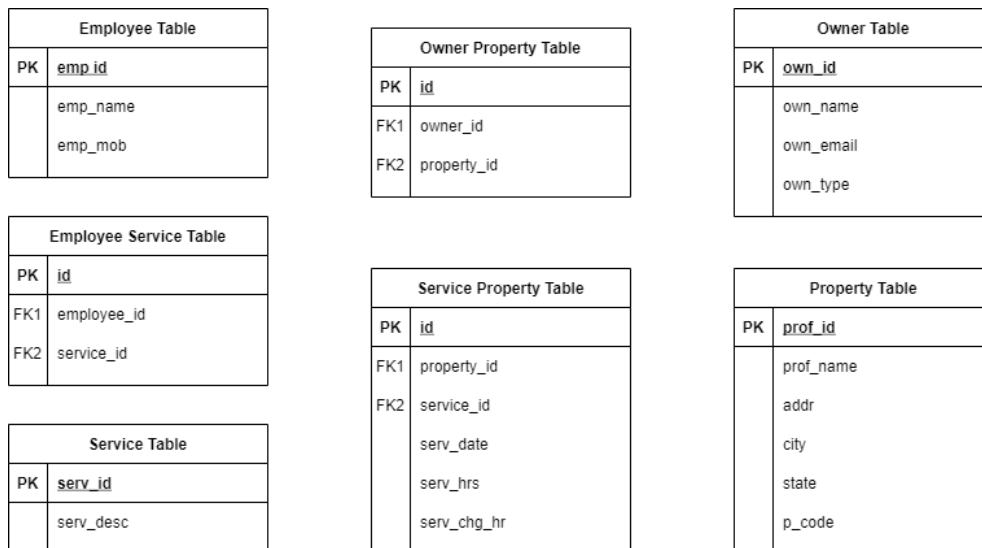 Employee Table
PK emp id
emp_name
emp_mob
Owner Property Table
PK id
FK1 owner_id
FK2 property_id
Owner Table
PK own_id
own_name
own_email
own_type
Employee Service Table
PK id
FK1 employee_id
FK2 service_id
Service Property Table
PK id
FK1 property_id
FK2 service_id
serv_date
serv_hrs
serv_chg_hr
Property Table
PK prof_id
prof_name
addr
city
state
p_code
Service Table
PK serv_id
serv_desc